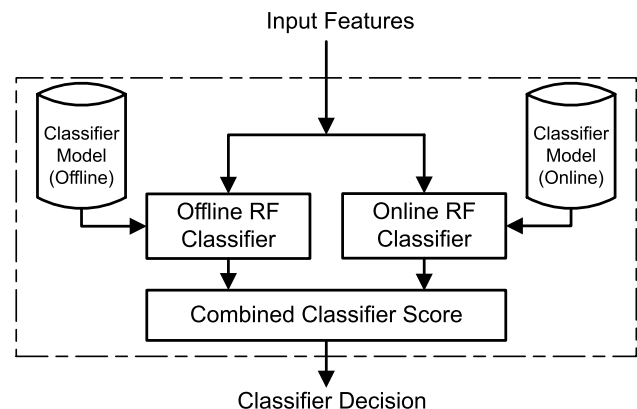 Input Features
Classifier
Model
(Offline)
Classifier
Model
(Online)
Offline RF
Classifier
Online RF
Classifier
Combined Classifier Score
Classifier Decision